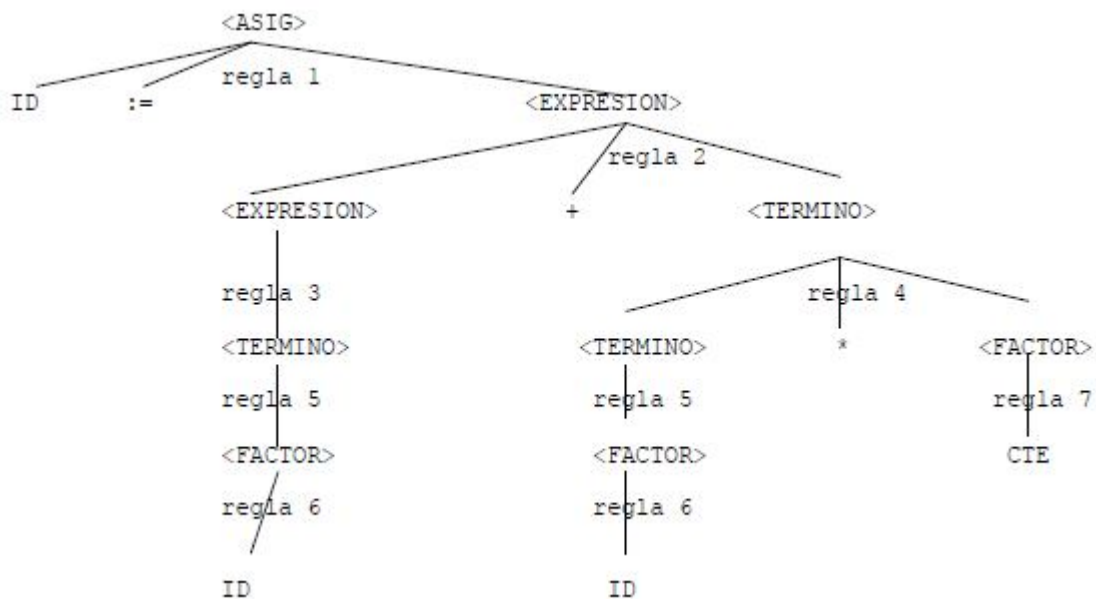 <ASIG>
regla 1
ID := <EXPRESION>
regla 2
<EXPRESION> + <TERMINO>
regla 3 regla 4
<TERMINO> <TERMINO> * <FACTOR>
regla 5 regla 5 regla 7
<FACTOR> <FACTOR> CTE
regla 6 regla 6
ID ID